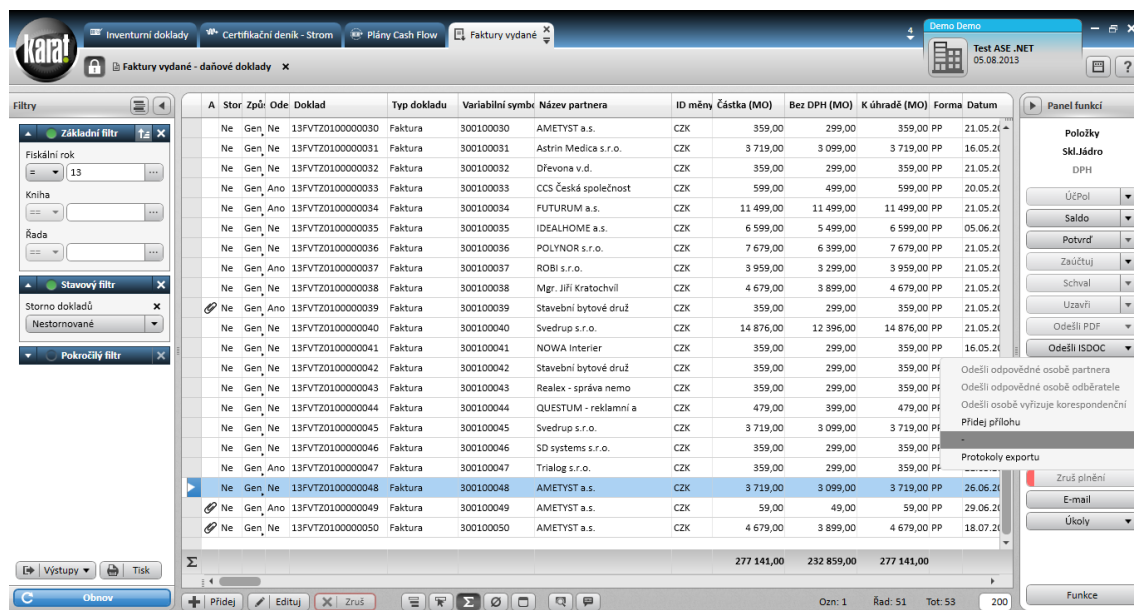 karat
Inventurní doklady
Certifikační deník - Strom
Plány Cash Flow
Faktury vydané
4
Demo Demo
Test ASE .NET
05.08.2013
Faktury vydané - daňové doklady
Filtry
Základní filtr
Fiskální rok
= 13
Kniha
==
Řada
==
Stavový filtr
Storno dokladů
Nestornované
Pokročilý filtr
Výstupy Tisk
Obnov
A Stor Způs Ode Doklad Typ dokladu Variabilní symbo Název partnera ID měny Částka (MO) Bez DPH (MO) K úhradě (MO) Forma Datum
Ne Gen Ne 13FVTZ0100000030 Faktura 300100030 AMETYST a.s. CZK 359,00 299,00 359,00 PP 21.05.20
Ne Gen Ne 13FVTZ0100000031 Faktura 300100031 Astrin Medica s.r.o. CZK 3 719,00 3 099,00 3 719,00 PP 16.05.20
Ne Gen Ne 13FVTZ0100000032 Faktura 300100032 Dřevona v.d. CZK 359,00 299,00 359,00 PP 21.05.20
Ne Gen Ano 13FVTZ0100000033 Faktura 300100033 CCS Česká společnost CZK 599,00 499,00 599,00 PP 20.05.20
Ne Gen Ano 13FVTZ0100000034 Faktura 300100034 FUTURUM a.s. CZK 11 499,00 11 499,00 11 499,00 PP 21.05.20
Ne Gen Ne 13FVTZ0100000035 Faktura 300100035 IDEALHOME a.s. CZK 6 599,00 5 499,00 6 599,00 PP 05.06.20
Ne Gen Ne 13FVTZ0100000036 Faktura 300100036 POLYNOR s.r.o. CZK 7 679,00 6 399,00 7 679,00 PP 21.05.20
Ne Gen Ano 13FVTZ0100000037 Faktura 300100037 ROBI s.r.o. CZK 3 959,00 3 299,00 3 959,00 PP 21.05.20
Ne Gen Ne 13FVTZ0100000038 Faktura 300100038 Mgr. Jiří Kratochvíl CZK 4 679,00 3 899,00 4 679,00 PP 21.05.20
Ne Gen Ano 13FVTZ0100000039 Faktura 300100039 Stavební bytové druž CZK 359,00 299,00 359,00 PP 21.05.20
Ne Gen Ne 13FVTZ0100000040 Faktura 300100040 Svedrup s.r.o. CZK 14 876,00 12 396,00 14 876,00 PP 21.05.20
Ne Gen Ne 13FVTZ0100000041 Faktura 300100041 NOWA Interier CZK 359,00 299,00 359,00 PP 16.05.20
Ne Gen Ne 13FVTZ0100000042 Faktura 300100042 Stavební bytové druž CZK 359,00 299,00 359,00 PP
Ne Gen Ne 13FVTZ0100000043 Faktura 300100043 Realex - správa nemo CZK 359,00 299,00 359,00 PP
Ne Gen Ne 13FVTZ0100000044 Faktura 300100044 QUESTUM - reklamní a CZK 479,00 399,00 479,00 PP
Ne Gen Ne 13FVTZ0100000045 Faktura 300100045 Svedrup s.r.o. CZK 3 719,00 3 099,00 3 719,00 PP
Ne Gen Ne 13FVTZ0100000046 Faktura 300100046 SD systems s.r.o. CZK 359,00 299,00 359,00 PP
Ne Gen Ano 13FVTZ0100000047 Faktura 300100047 Trialog s.r.o. CZK 359,00 299,00 359,00 PP
Ne Gen Ne 13FVTZ0100000048 Faktura 300100048 AMETYST a.s. CZK 3 719,00 3 099,00 3 719,00 PP 26.06.20
Ne Gen Ano 13FVTZ0100000049 Faktura 300100049 AMETYST a.s. CZK 59,00 49,00 59,00 PP 29.06.20
Ne Gen Ne 13FVTZ0100000050 Faktura 300100050 AMETYST a.s. CZK 4 679,00 3 899,00 4 679,00 PP 18.07.20
Σ 277 141,00 232 859,00 277 141,00
Přidej Edituj Zruš Σ Ozn: 1 Řad: 51 Tot: 53 200
Panel funkcí
Položky
Skl.Jádro
DPH
ÚčPol
Saldo
Potvrď
Zaúčtuj
Schval
Uzavři
Odešli PDF
Odešli ISDOC
Odešli odpovědné osobě partnera
Odešli odpovědné osobě odběratele
Odešli osobě vyřizuje korespondenční
Přidej přílohu
-
Protokoly exportu
Zruš plnění
E-mail
Úkoly
Funkce